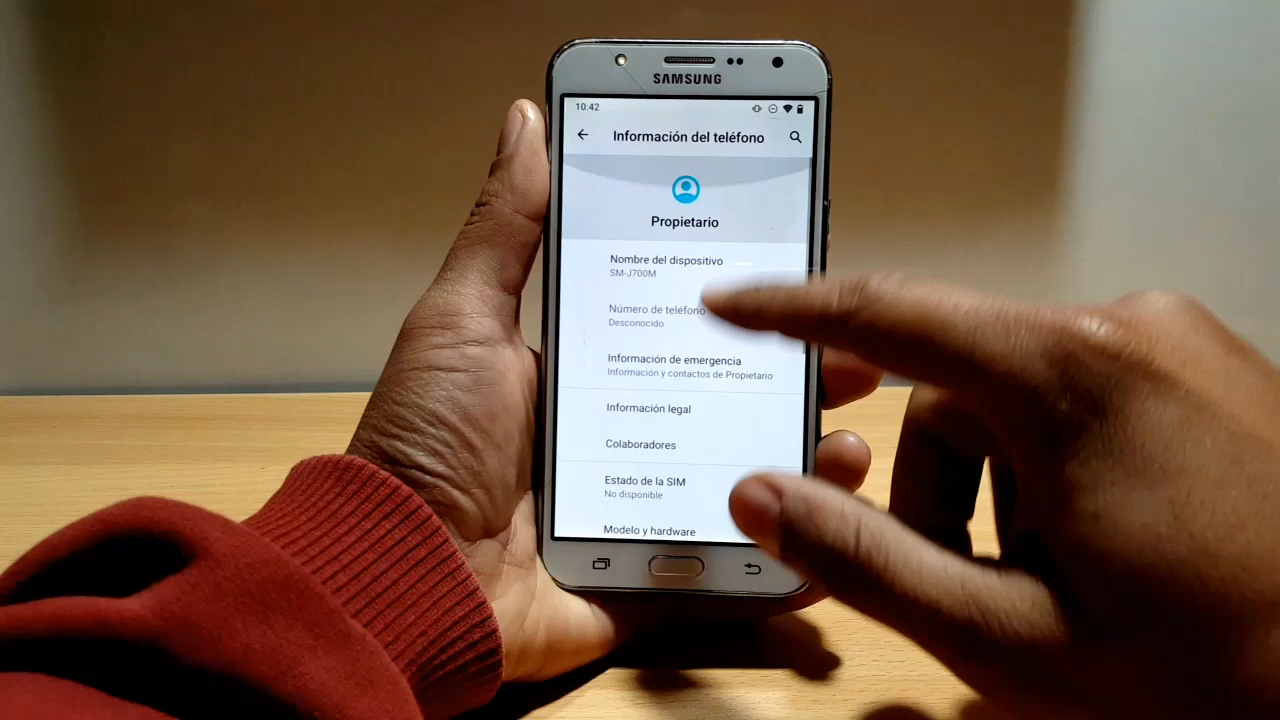 SAMSUNG
10:42
Información del teléfono
Propietario
Nombre del dispositivo
SM-J700M
Número de teléfono
Desconocido
Información de emergencia
Información y contactos de Propietario
Información legal
Colaboradores
Estado de la SIM
No disponible
Modelo y hardware